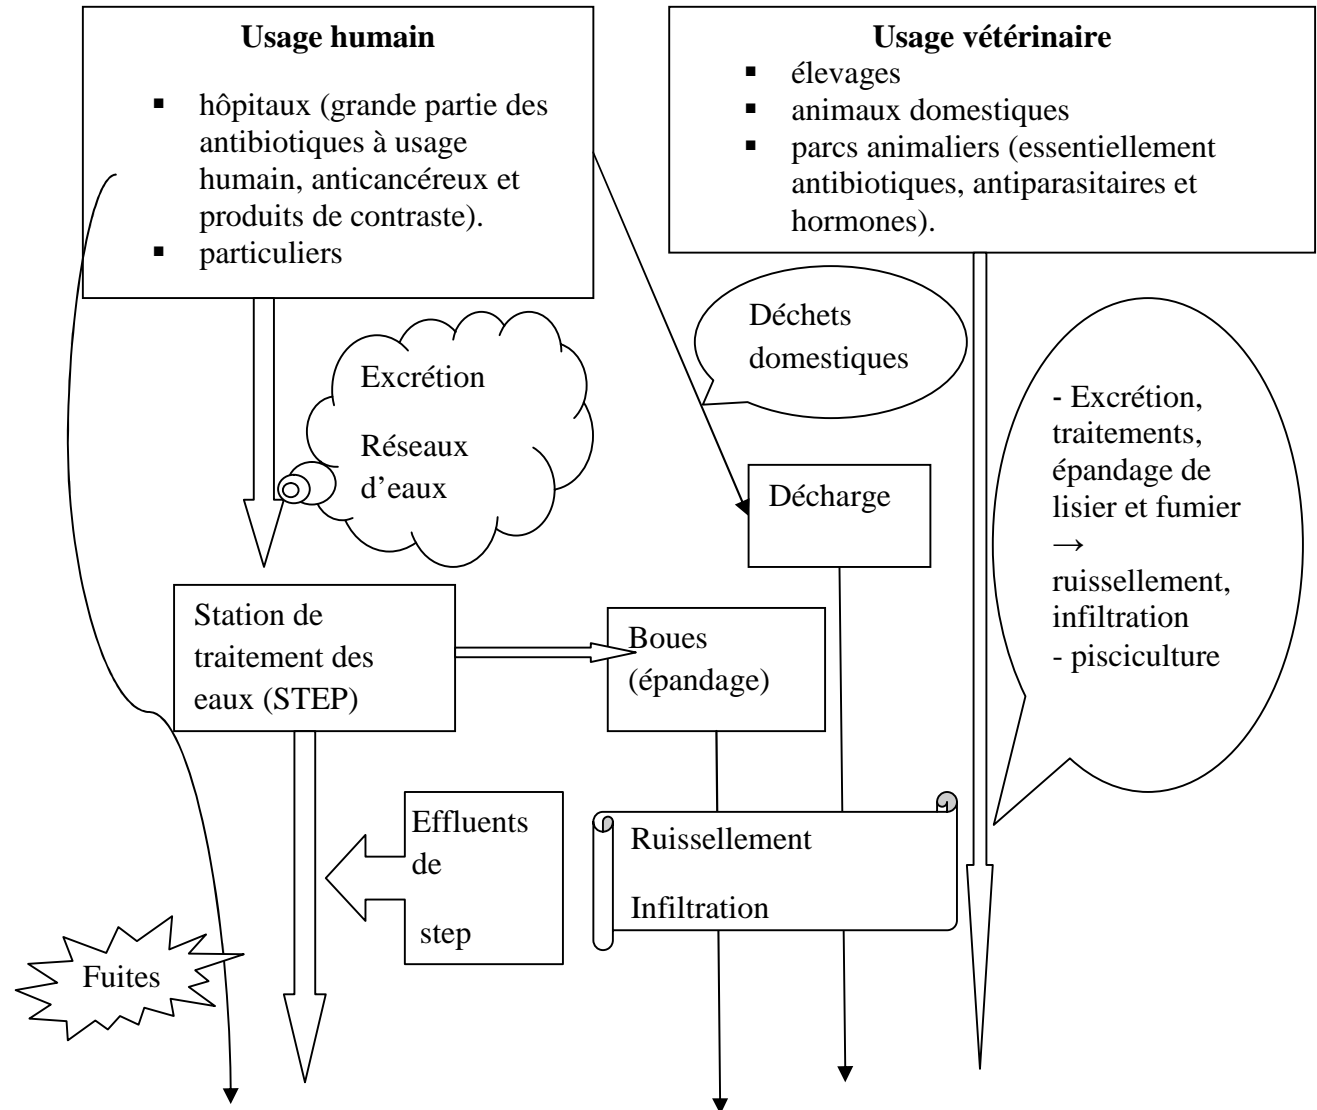 Usage humain
▪ hôpitaux (grande partie des
antibiotiques à usage
humain, anticancéreux et
produits de contraste).
▪ particuliers
Usage vétérinaire
▪ élevages
▪ animaux domestiques
▪ parcs animaliers (essentiellement
antibiotiques, antiparasitaires et
hormones).
Excrétion
Réseaux
d’eaux
Déchets
domestiques
- Excrétion,
traitements,
épandage de
lisier et fumier
→
ruissellement,
infiltration
- pisciculture
Décharge
Station de
traitement des
eaux (STEP)
Boues
(épandage)
Effluents
de
step
Ruissellement
Infiltration
Fuites